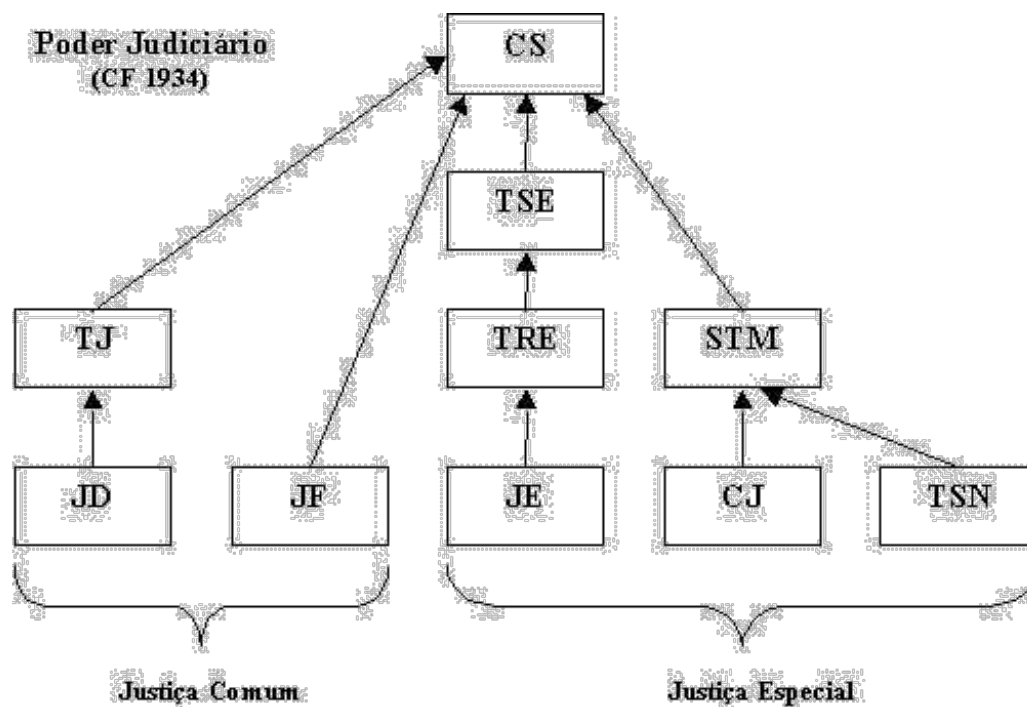 Poder Judiciário
(CF 1934)
CS
TSE
TJ
TRE
STM
JD
JF
JE
CJ
TSN
Justiça Comum
Justiça Especial